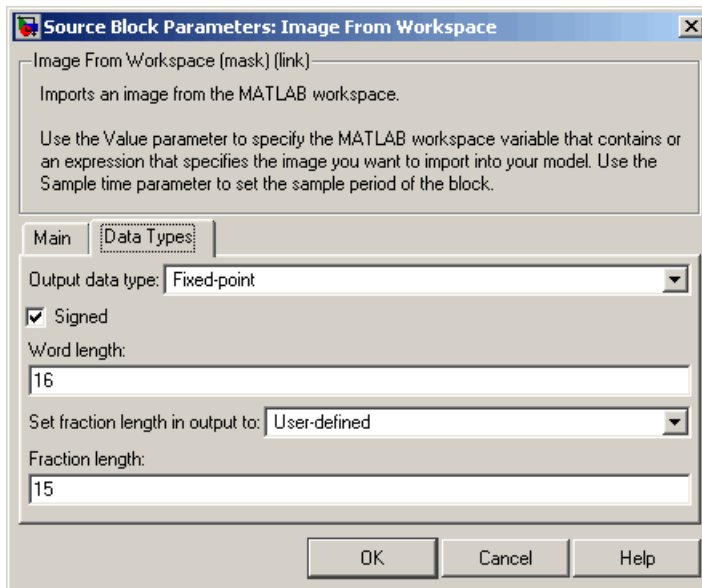 Source Block Parameters: Image From Workspace
Image From Workspace (mask) (link)
Imports an image from the MATLAB workspace.
Use the Value parameter to specify the MATLAB workspace variable that contains or
an expression that specifies the image you want to import into your model. Use the
Sample time parameter to set the sample period of the block.
Main
Data Types
Output data type: Fixed-point
Signed
Word length:
16
Set fraction length in output to: User-defined
Fraction length:
15
OK
Cancel
Help